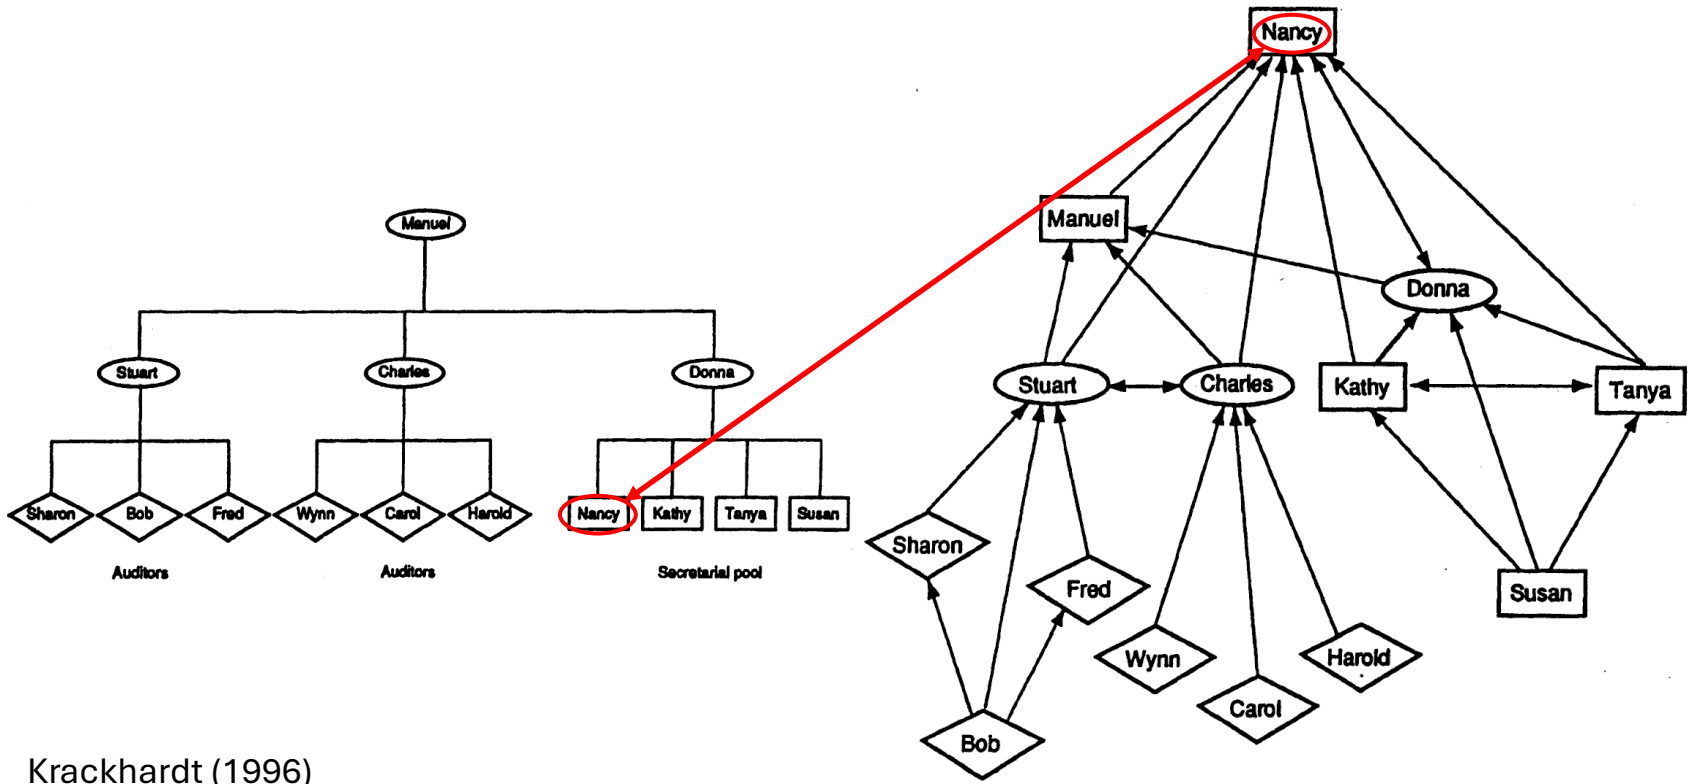 Manuel
Stuart
Charles
Donna
Sharon
Bob
Fred
Wynn
Carol
Harold
Nancy
Kathy
Tanya
Susan
Auditors
Auditors
Secretarial pool
Nancy
Manuel
Donna
Stuart
Charles
Kathy
Tanya
Sharon
Fred
Susan
Wynn
Harold
Carol
Bob
Krackhardt (1996)